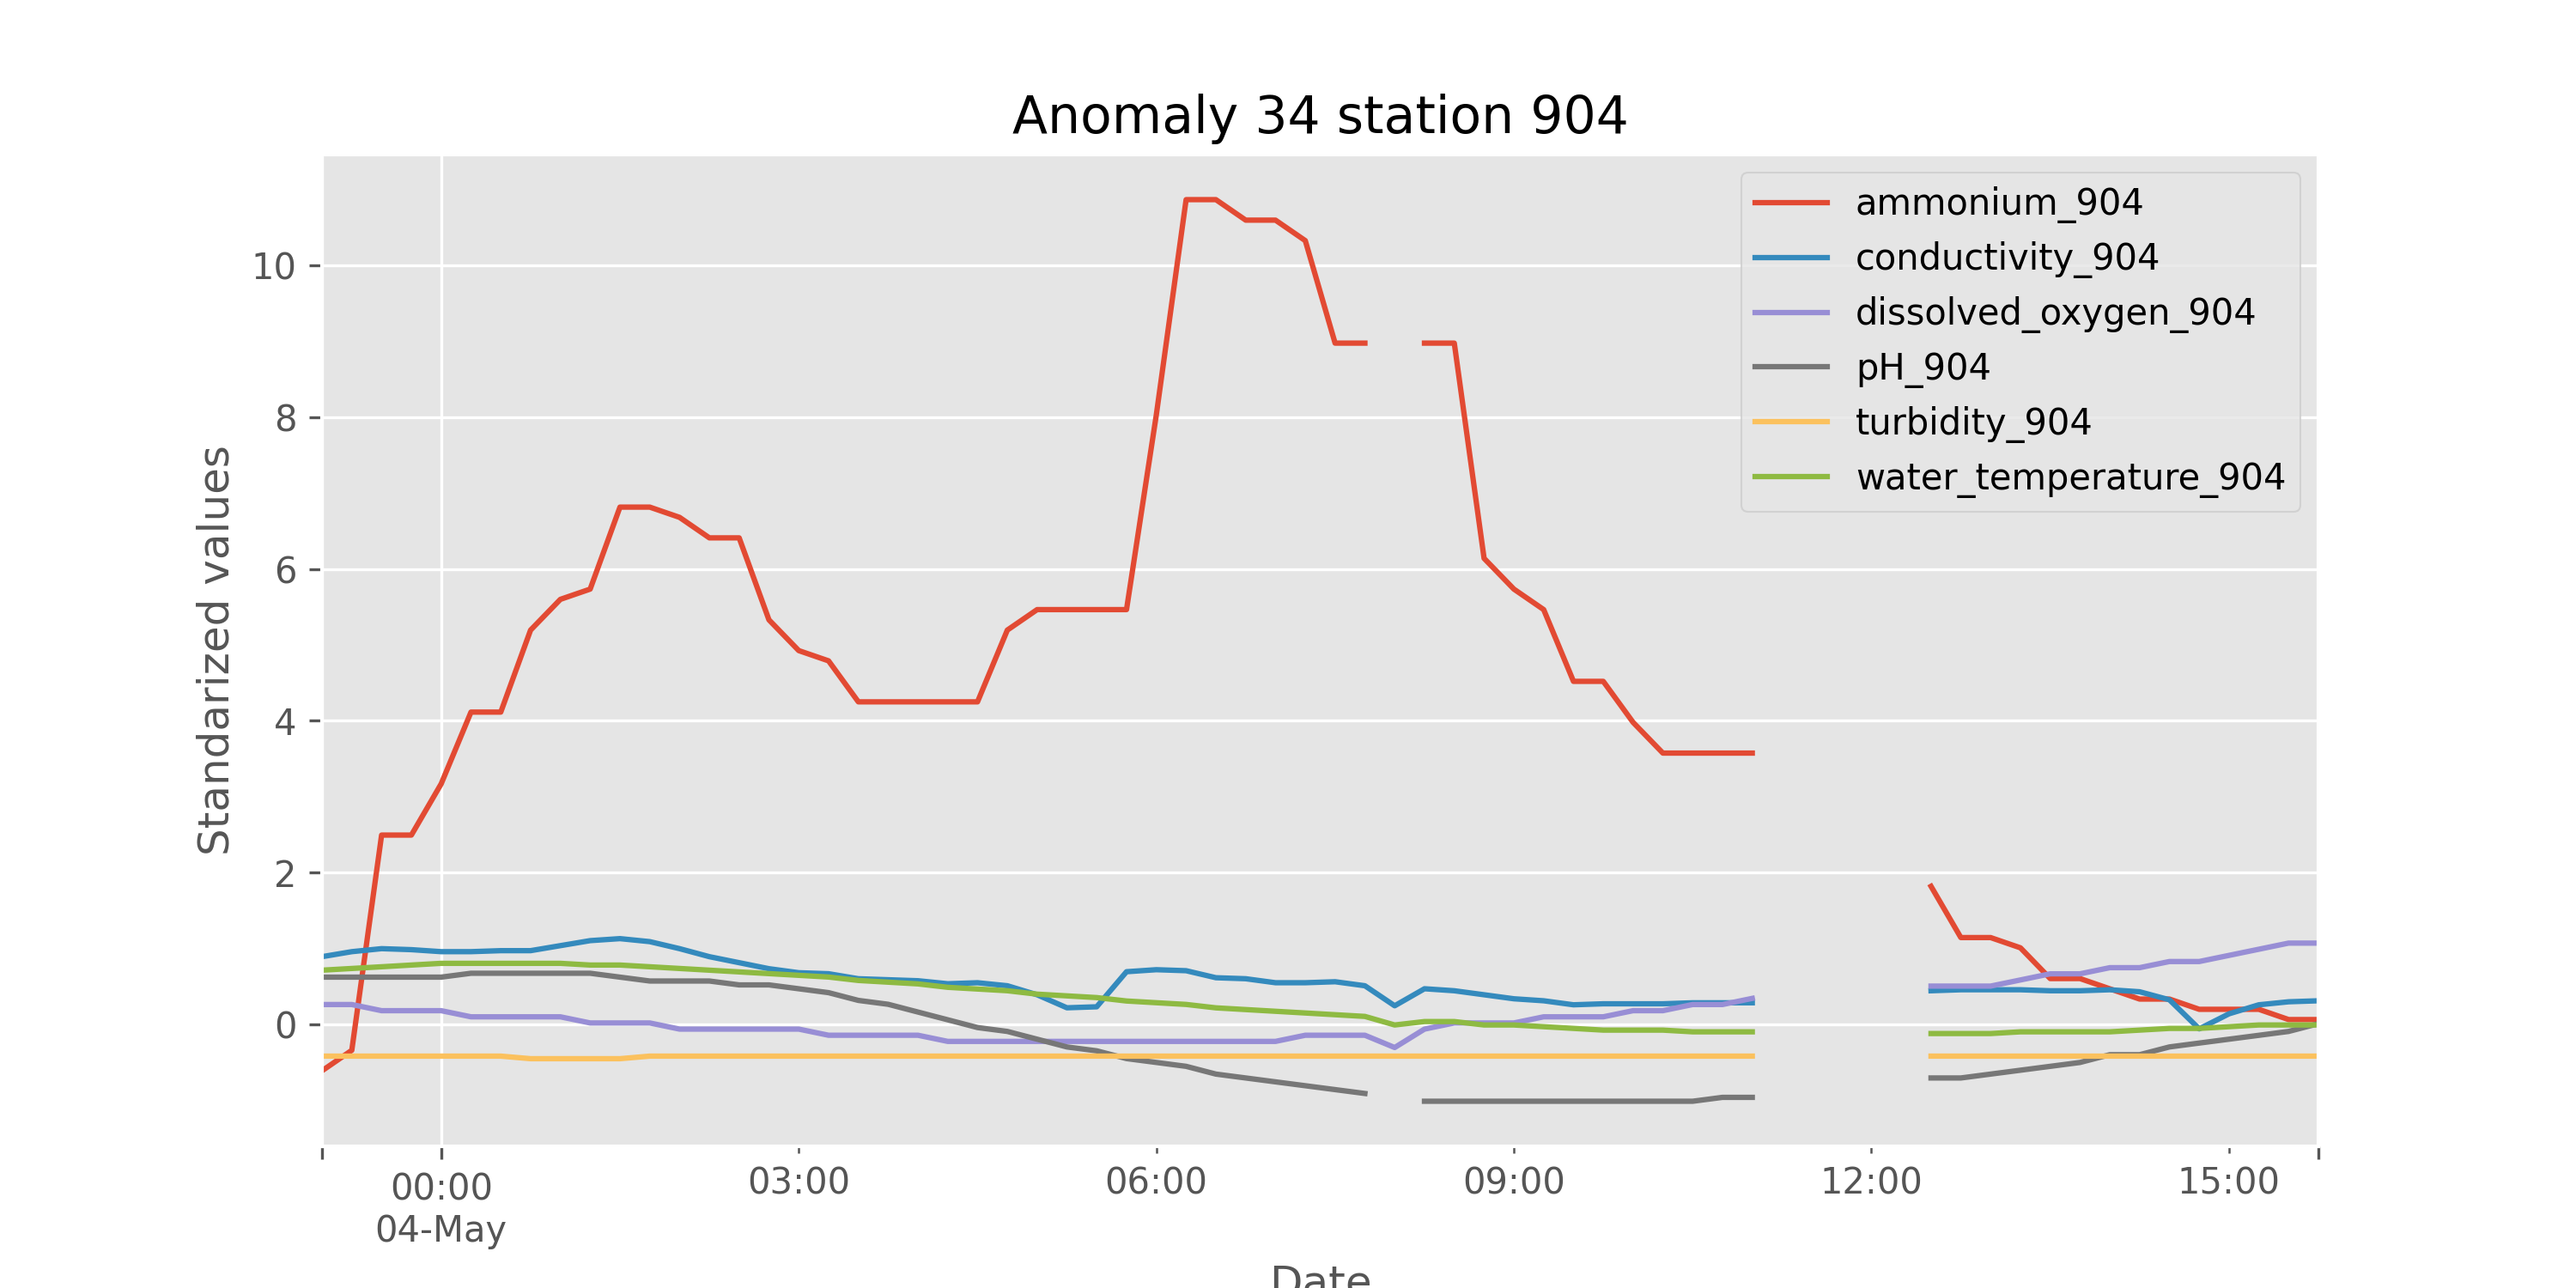 Anomaly 34 station 904
ammonium_904
conductivity_904
dissolved_oxygen_904
pH_904
turbidity_904
water_temperature_904
Standarized values
10
8
6
4
2
0
00:00
04-May
03:00
06:00
09:00
12:00
15:00
Date